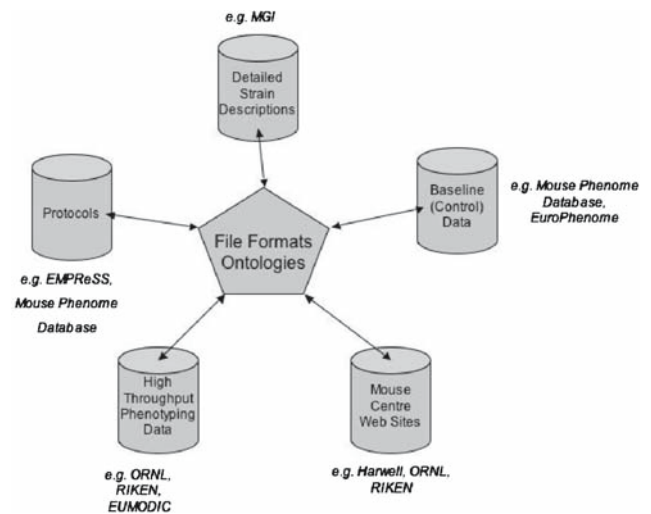 e.g. MGI
Detailed
Strain
Descriptions
Protocols
e.g. EMPReSS,
Mouse Phenome
Database
File Formats
Ontologies
Baseline
(Control)
Data
e.g. Mouse Phenome
Database,
EuroPhenome
High
Throughput
Phenotyping
Data
e.g. ORNL,
RIKEN,
EUMODIC
Mouse
Centre
Web Sites
e.g. Harwell, ORNL,
RIKEN